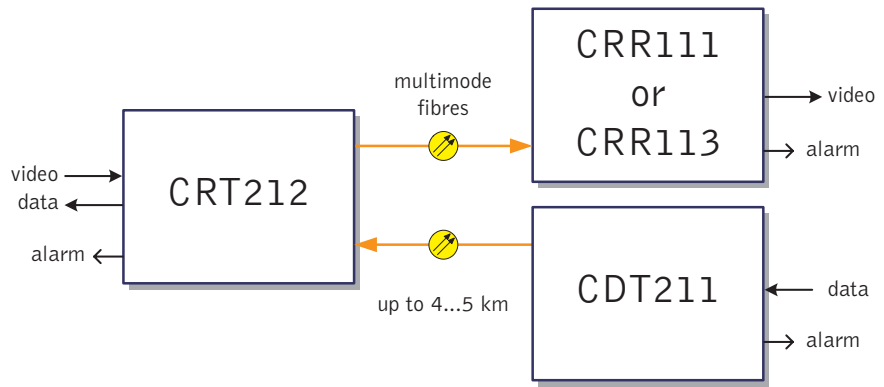 CRR111
or
CRR113
multimode
fibres
video
alarm
video
data
alarm
CRT212
up to 4...5 km
CDT211
data
alarm